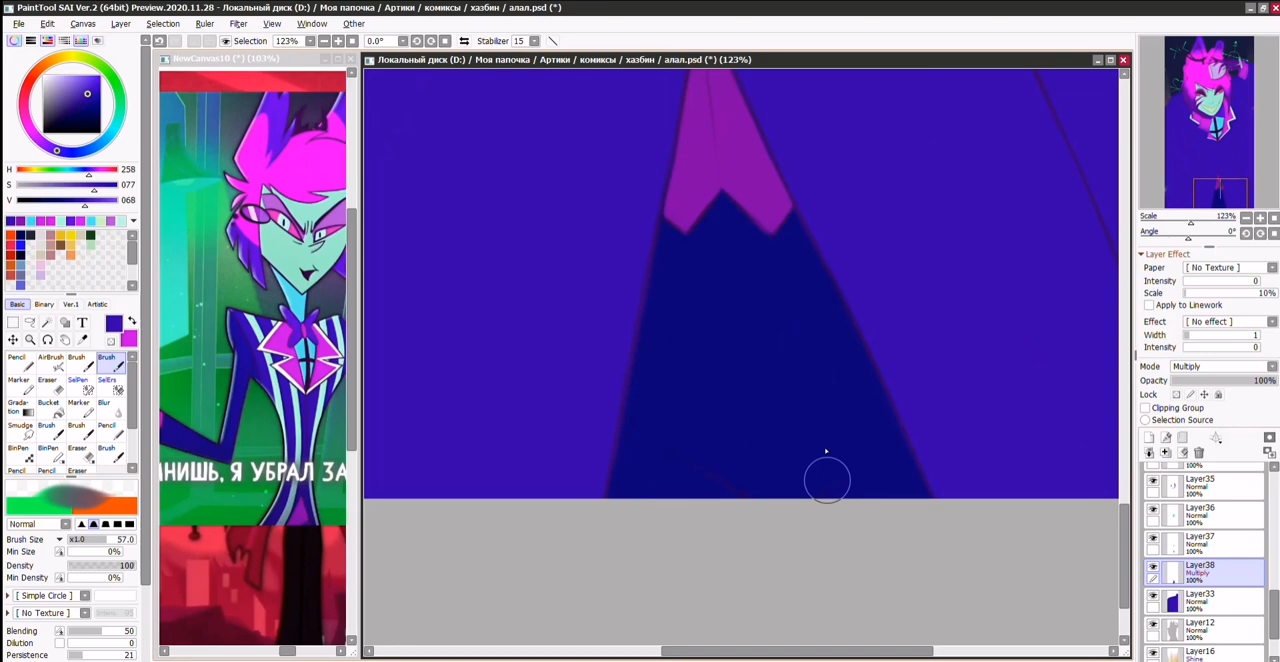 PaintTool SAI Ver.2 (64bit) Preview.2020.11.28 - Локальный диск (D:) / Моя папочка / Артики / комиксы / хазбин / алал.psd (*)
File Edit Canvas Layer Selection Ruler Filter View Window Other
Selection 123% 0.0° Stabilizer 15
NewCanvas10 (*) (103%)
Локальный диск (D:) / Моя папочка / Артики / комиксы / хазбин / алал.psd (*) (123%)
H 258
S 077
V 068
Basic Binary Ver.1 Artistic
T
Pencil AirBrush Brush Brush
Marker Eraser SelPen SelErs
Grada-tion Bucket Marker Blur
Smudge Brush Brush Pencil
BinPen BinPen Eraser Brush
Pencil Pencil Eraser
Normal
Brush Size x1.0 57.0
Min Size 0%
Density 100
Min Density 0%
[ Simple Circle ]
[ No Texture ]
Blending 50
Dilution 0
Persistence 21
МНИШЬ, Я УБРАЛ ЗА
Scale 123%
Angle 0°
Layer Effect
Paper [ No Texture ]
Intensity 0
Scale 10%
Apply to Linework
Effect [ No effect ]
Width 1
Intensity 0
Mode Multiply
Opacity 100%
Lock
Clipping Group
Selection Source
100%
Layer35
Normal
100%
Layer36
Normal
100%
Layer37
Normal
100%
Layer38
Multiply
100%
Layer33
Normal
100%
Layer12
Normal
100%
Layer16
Shine